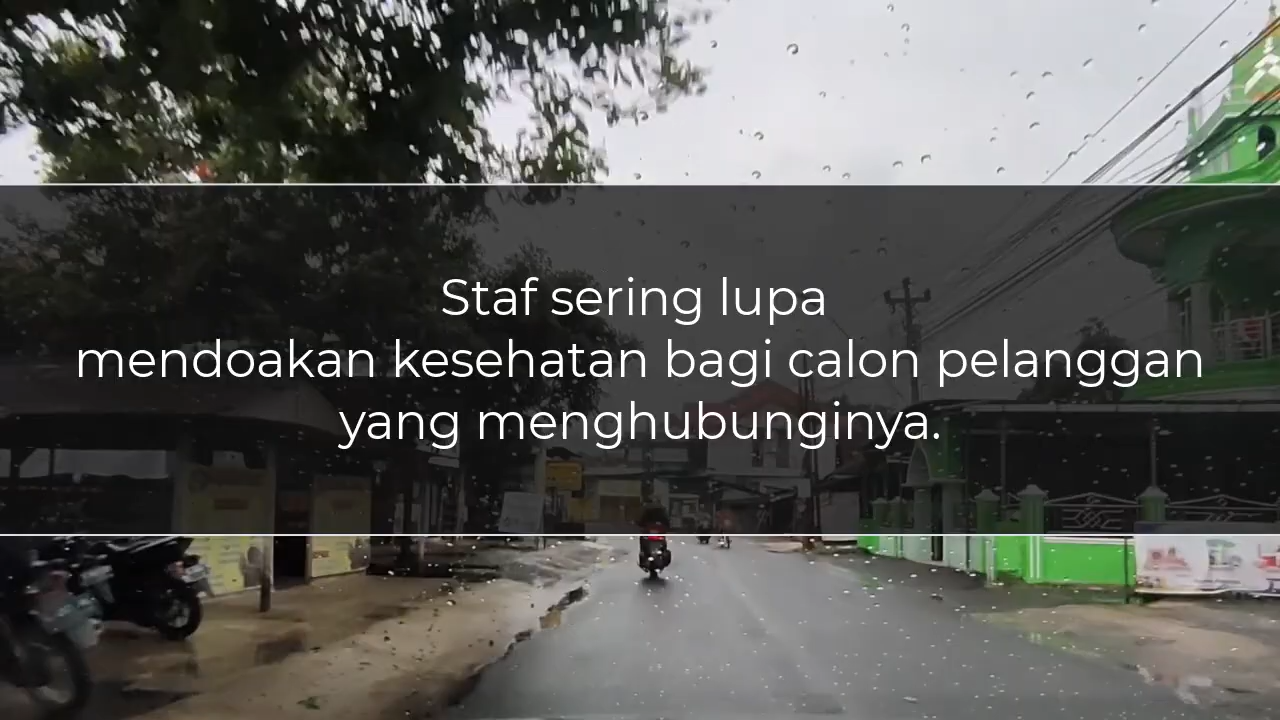 Staf sering lupa
mendoakan kesehatan bagi calon pelanggan
yang menghubunginya.